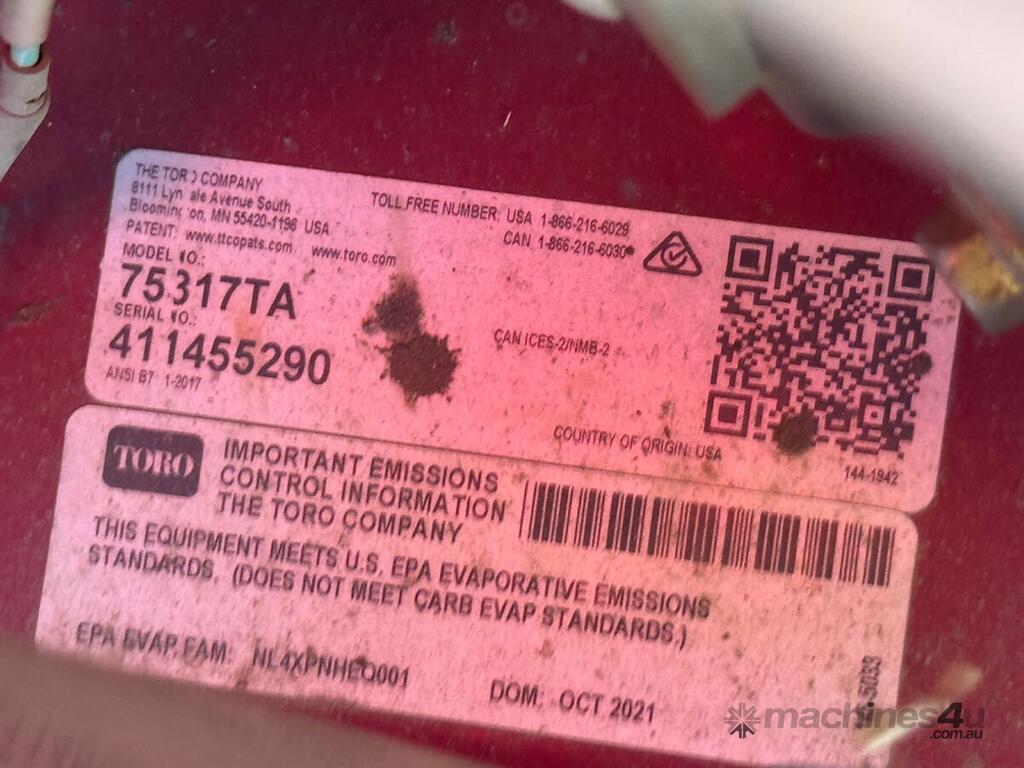 THE TOR O COMPANY
8111 Lyn ale Avenue South
Bloomin on, MN 55420-1196 USA
PATENT: www.ttcopats.com www.toro.com
TOLL FREE NUMBER: USA 1-866-216-6029
CAN 1-866-216-6030
MODEL NO.:
75317TA
SERIAL NO.:
411455290
ANSI B71.1-2017
CAN ICES-2/NMB-2
COUNTRY OF ORIGIN: USA
144-1942
TORO
IMPORTANT EMISSIONS
CONTROL INFORMATION
THE TORO COMPANY
THIS EQUIPMENT MEETS U.S. EPA EVAPORATIVE EMISSIONS
STANDARDS. (DOES NOT MEET CARB EVAP STANDARDS.)
EPA EVAP FAM: NL4XPNHEQ001
DOM: OCT 2021
machines4u
.com.au